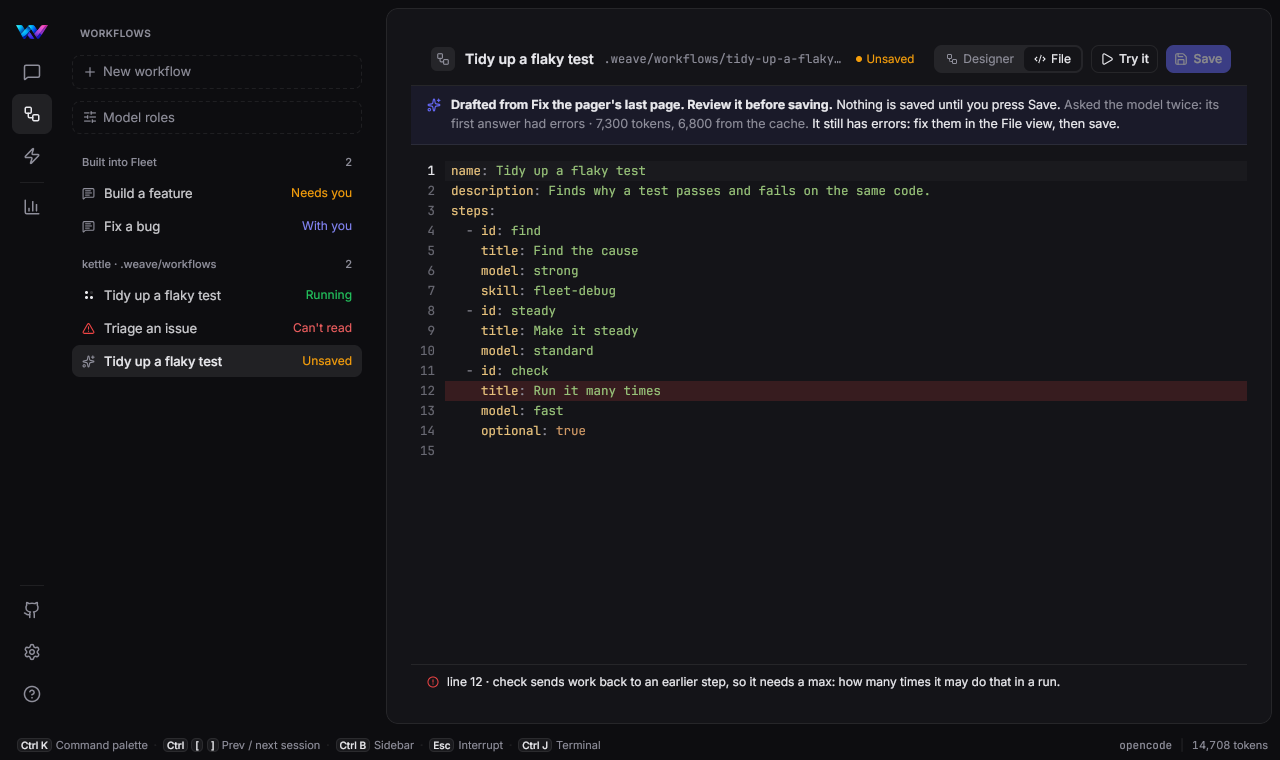 WORKFLOWS
New workflow
Model roles
Built into Fleet 2
Build a feature Needs you
Fix a bug With you
kettle · .weave/workflows 2
Tidy up a flaky test Running
Triage an issue Can't read
Tidy up a flaky test Unsaved
Tidy up a flaky test .weave/workflows/tidy-up-a-flaky… Unsaved Designer File Try it Save
Drafted from Fix the pager's last page. Review it before saving. Nothing is saved until you press Save. Asked the model twice: its
first answer had errors · 7,300 tokens, 6,800 from the cache. It still has errors: fix them in the File view, then save.
1 name: Tidy up a flaky test
2 description: Finds why a test passes and fails on the same code.
3 steps:
4 - id: find
5 title: Find the cause
6 model: strong
7 skill: fleet-debug
8 - id: steady
9 title: Make it steady
10 model: standard
11 - id: check
12 title: Run it many times
13 model: fast
14 optional: true
15
line 12 · check sends work back to an earlier step, so it needs a max: how many times it may do that in a run.
Ctrl K Command palette · Ctrl [ ] Prev / next session · Ctrl B Sidebar · Esc Interrupt · Ctrl J Terminal opencode 14,708 tokens